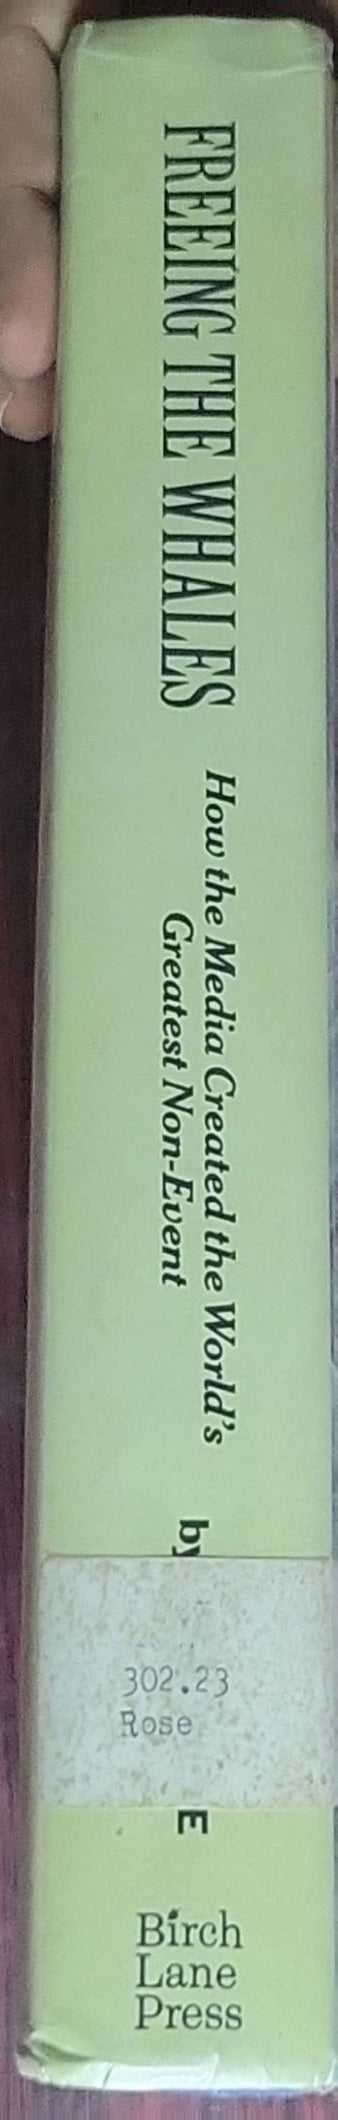 FREEING THE WHALES
How the Media Created the World's
Greatest Non-Event
by
302.23
Rose
E
Birch
Lane
Press